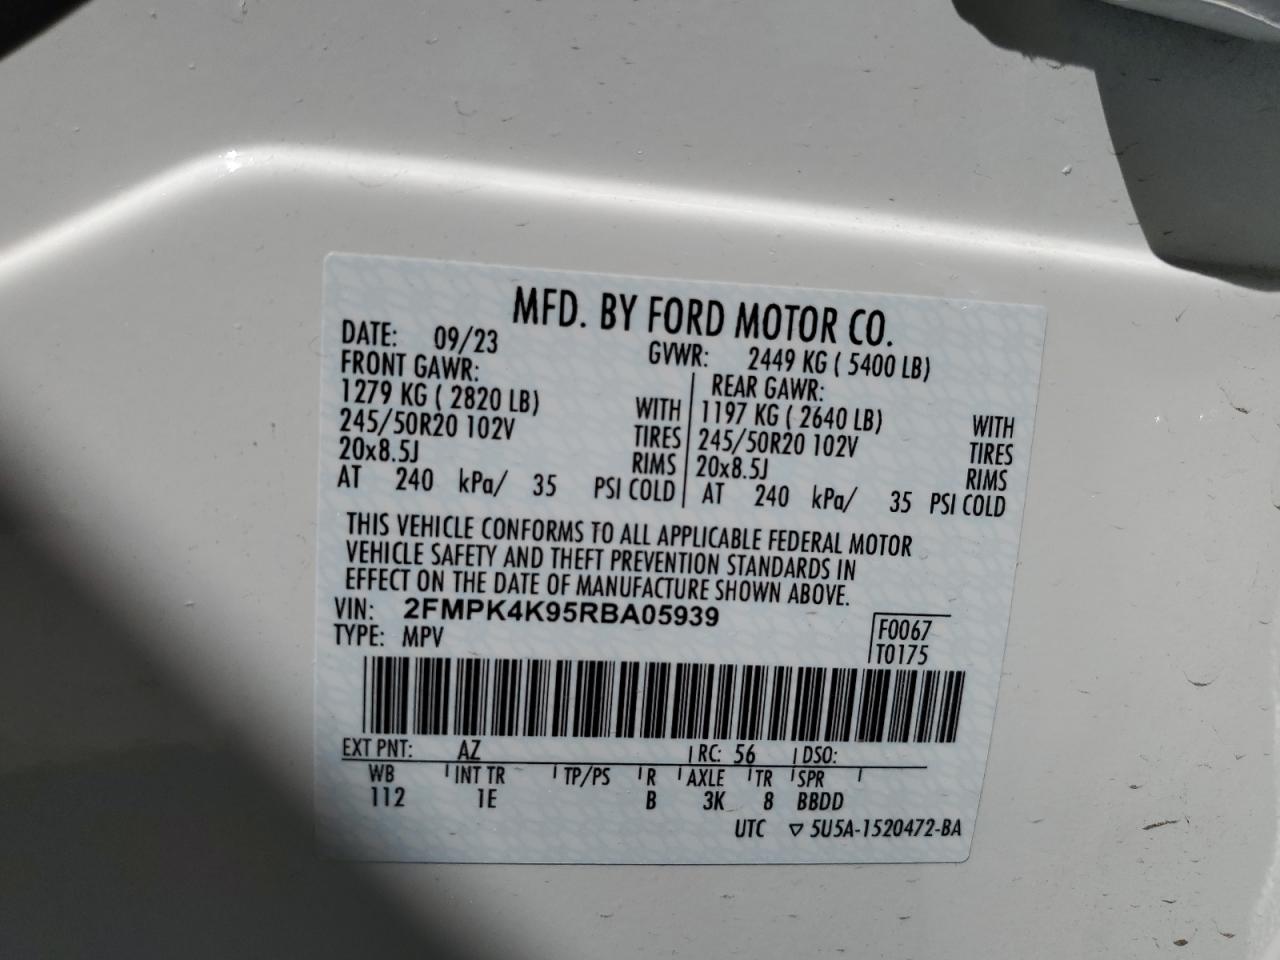 MFD. BY FORD MOTOR CO.
DATE: 09/23 GVWR: 2449 KG ( 5400 LB)
FRONT GAWR: REAR GAWR:
1279 KG ( 2820 LB) WITH 1197 KG ( 2640 LB) WITH
245/50R20 102V TIRES 245/50R20 102V TIRES
20x8.5J RIMS 20x8.5J RIMS
AT 240 kPa/ 35 PSI COLD AT 240 kPa/ 35 PSI COLD
THIS VEHICLE CONFORMS TO ALL APPLICABLE FEDERAL MOTOR
VEHICLE SAFETY AND THEFT PREVENTION STANDARDS IN
EFFECT ON THE DATE OF MANUFACTURE SHOWN ABOVE.
VIN: 2FMPK4K95RBA05939 F0067
TYPE: MPV T0175
EXT PNT: AZ RC: 56 DSO:
WB INT TR TP/PS R AXLE TR SPR
112 1E B 3K 8 BBDD
UTC ▽ 5U5A-1520472-BA